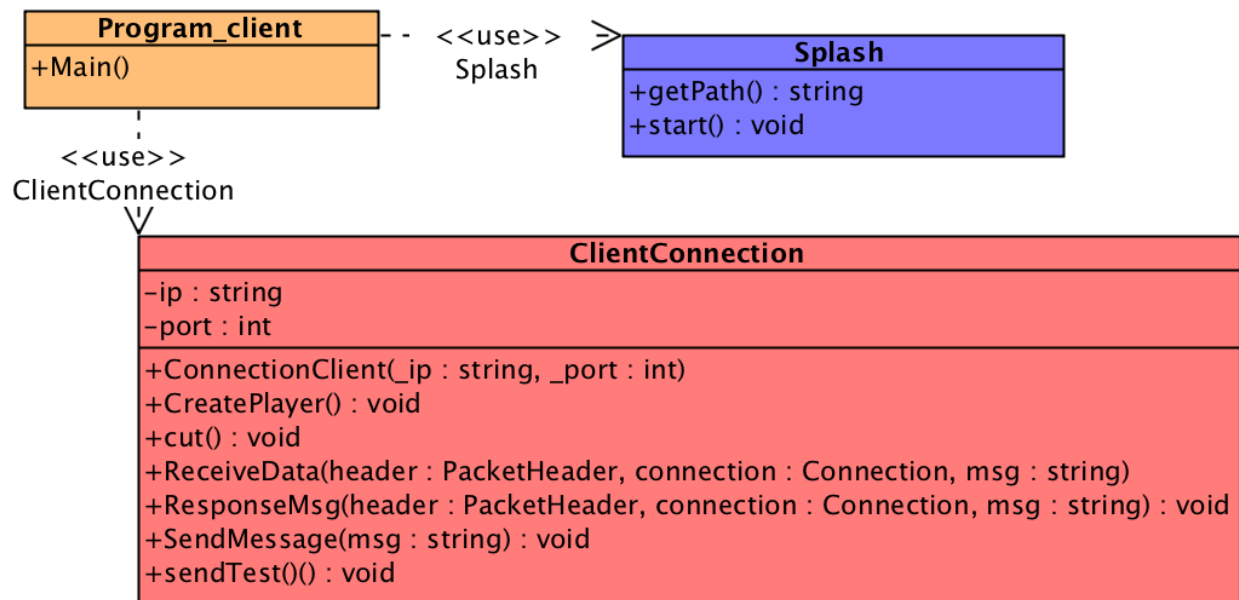 Program_client
+Main()
<<use>>
Splash
Splash
+getPath() : string
+start() : void
<<use>>
ClientConnection
ClientConnection
-ip : string
-port : int
+ConnectionClient(_ip : string, _port : int)
+CreatePlayer() : void
+cut() : void
+ReceiveData(header : PacketHeader, connection : Connection, msg : string)
+ResponseMsg(header : PacketHeader, connection : Connection, msg : string) : void
+SendMessage(msg : string) : void
+sendTest()() : void